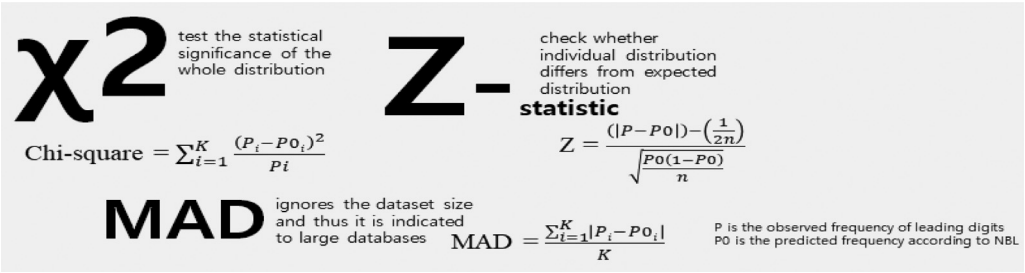 χ2
test the statistical
significance of the
whole distribution
Chi-square = ∑_{i=1}^{K} (P_i−P0_i)²/Pi
Z-statistic
check whether
individual distribution
differs from expected
distribution
Z = ((|P−P0|)−(1/2n))/√(P0(1−P0)/n)
MAD
ignores the dataset size
and thus it is indicated
to large databases
MAD = ∑_{i=1}^{K}|P_i−P0_i|/K
P is the observed frequency of leading digits
P0 is the predicted frequency according to NBL